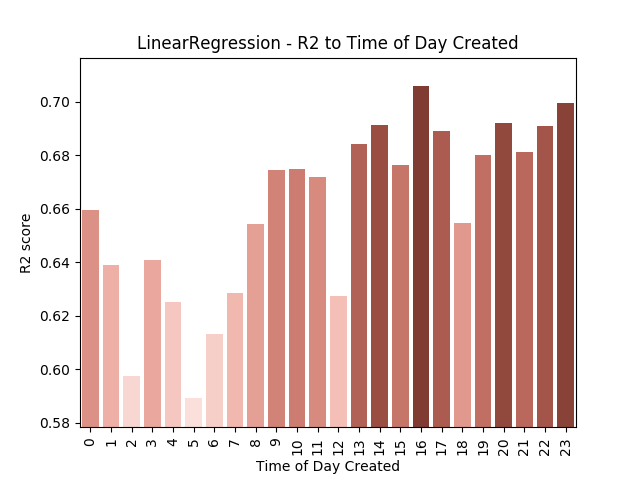 LinearRegression - R2 to Time of Day Created
R2 score
0.70
0.68
0.66
0.64
0.62
0.60
0.58
0 1 2 3 4 5 6 7 8 9 10 11 12 13 14 15 16 17 18 19 20 21 22 23
Time of Day Created